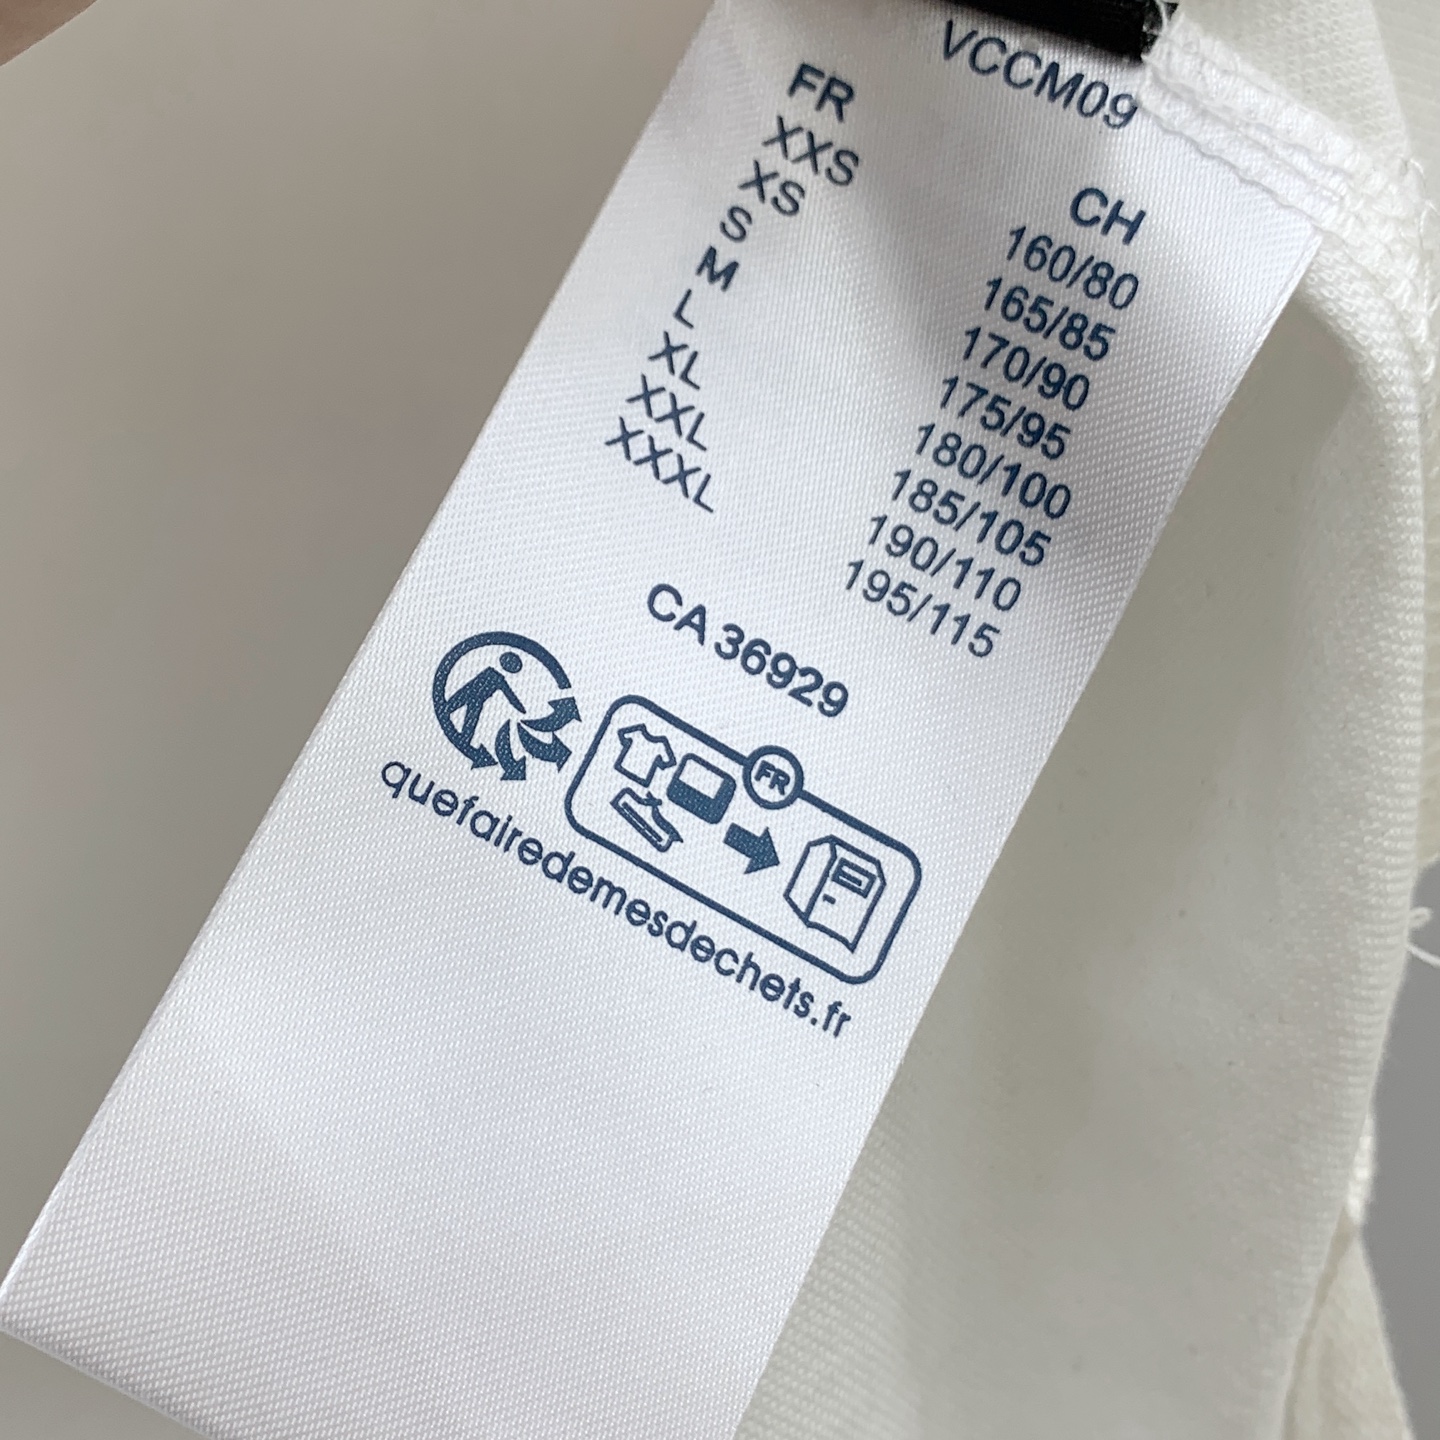 VCCM09
FR CH
XXS 160/80
XS 165/85
S 170/90
M 175/95
L 180/100
XL 185/105
XXL 190/110
XXXL 195/115
CA 36929
FR
quefairedemesdechets.fr